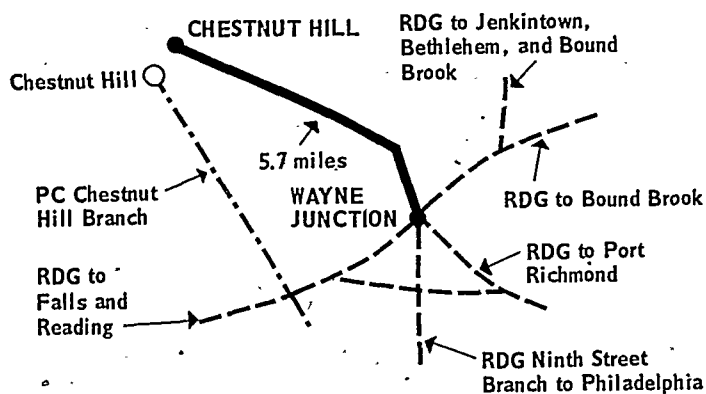 CHESTNUT HILL
RDG to Jenkintown,
Bethlehem, and Bound
Brook
Chestnut Hill
5.7 miles
PC Chestnut
Hill Branch
WAYNE
JUNCTION
RDG to Bound Brook
RDG to Port
Richmond
RDG to
Falls and
Reading
RDG Ninth Street
Branch to Philadelphia